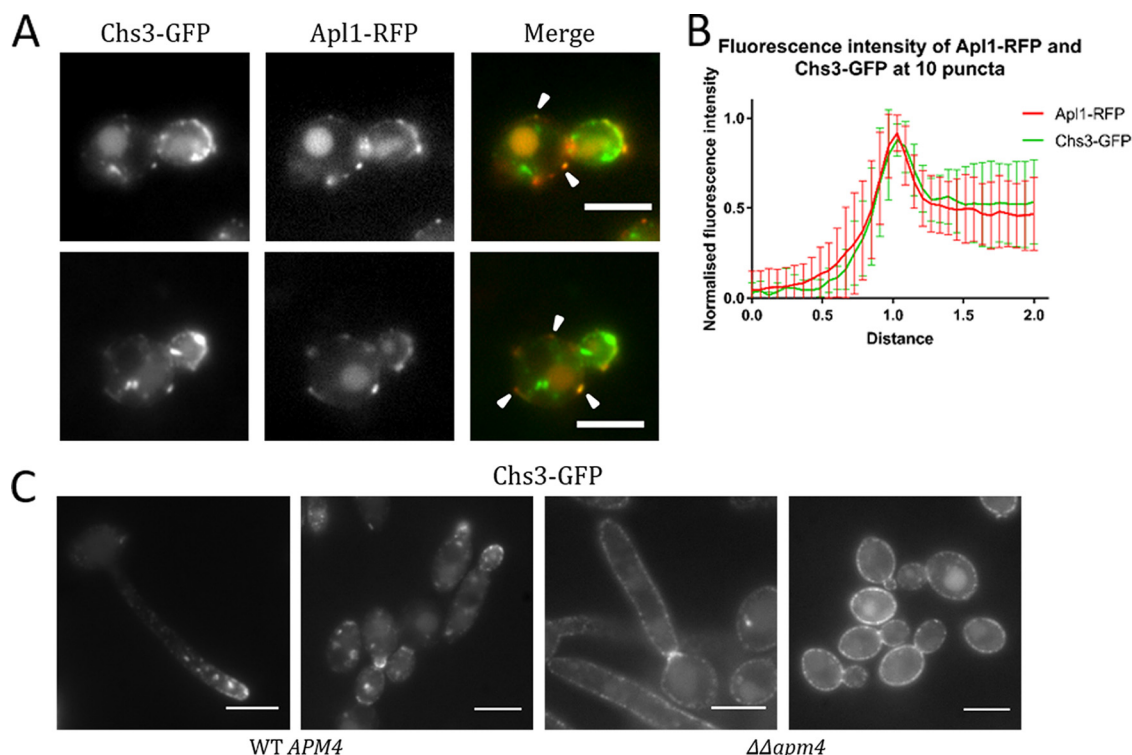 A
Chs3-GFP Apl1-RFP Merge
B
Fluorescence intensity of Apl1-RFP and
Chs3-GFP at 10 puncta
Normalised fluorescence intensity
1.0
0.5
0.0
0.0 0.5 1.0 1.5 2.0
Distance
Apl1-RFP
Chs3-GFP
C
Chs3-GFP
WT APM4 ΔΔapm4